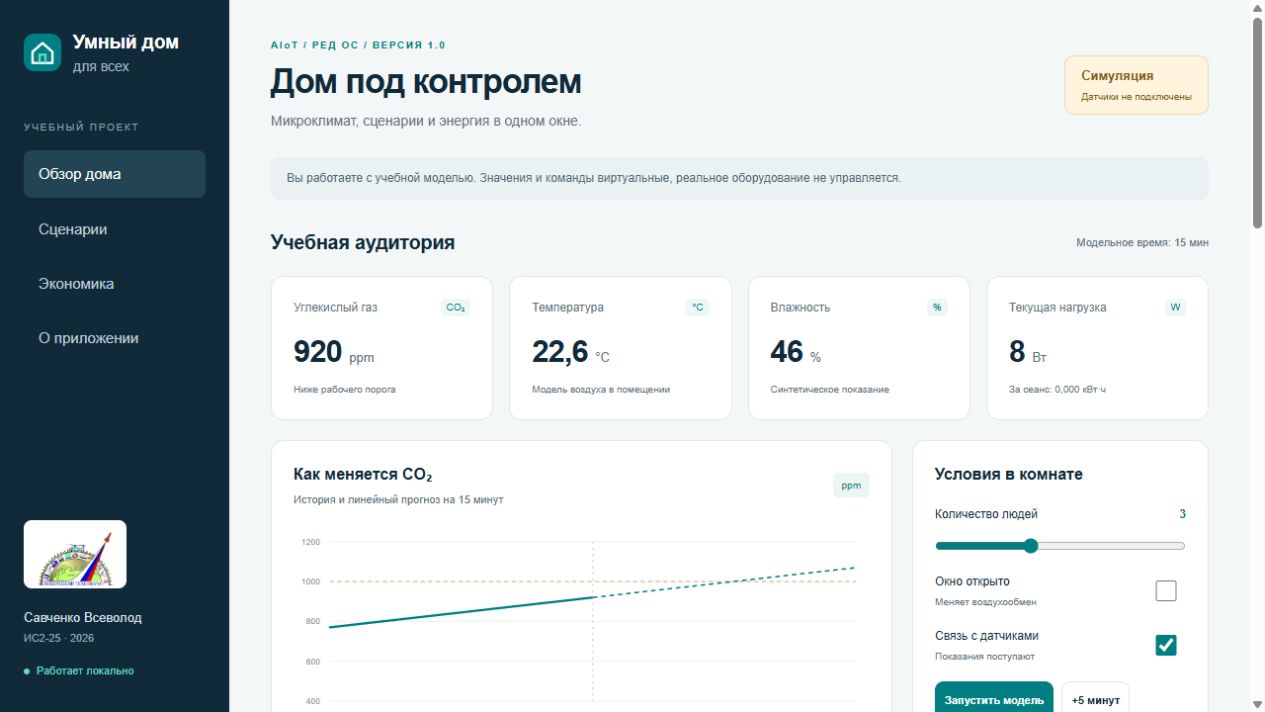 Умный дом
для всех
УЧЕБНЫЙ ПРОЕКТ
Обзор дома
Сценарии
Экономика
О приложении
Савченко Всеволод
ИС2-25 · 2026
Работает локально
AIoT / РЕД ОС / ВЕРСИЯ 1.0
Дом под контролем
Микроклимат, сценарии и энергия в одном окне.
Симуляция
Датчики не подключены
Вы работаете с учебной моделью. Значения и команды виртуальные, реальное оборудование не управляется.
Учебная аудитория
Модельное время: 15 мин
Углекислый газ CO₂
920 ppm
Ниже рабочего порога
Температура °C
22,6 °C
Модель воздуха в помещении
Влажность %
46 %
Синтетическое показание
Текущая нагрузка W
8 Вт
За сеанс: 0,000 кВт·ч
Как меняется CO₂
История и линейный прогноз на 15 минут
ppm
1200
1000
800
600
400
Условия в комнате
Количество людей 3
Окно открыто
Меняет воздухообмен
Связь с датчиками
Показания поступают
Запустить модель
+5 минут